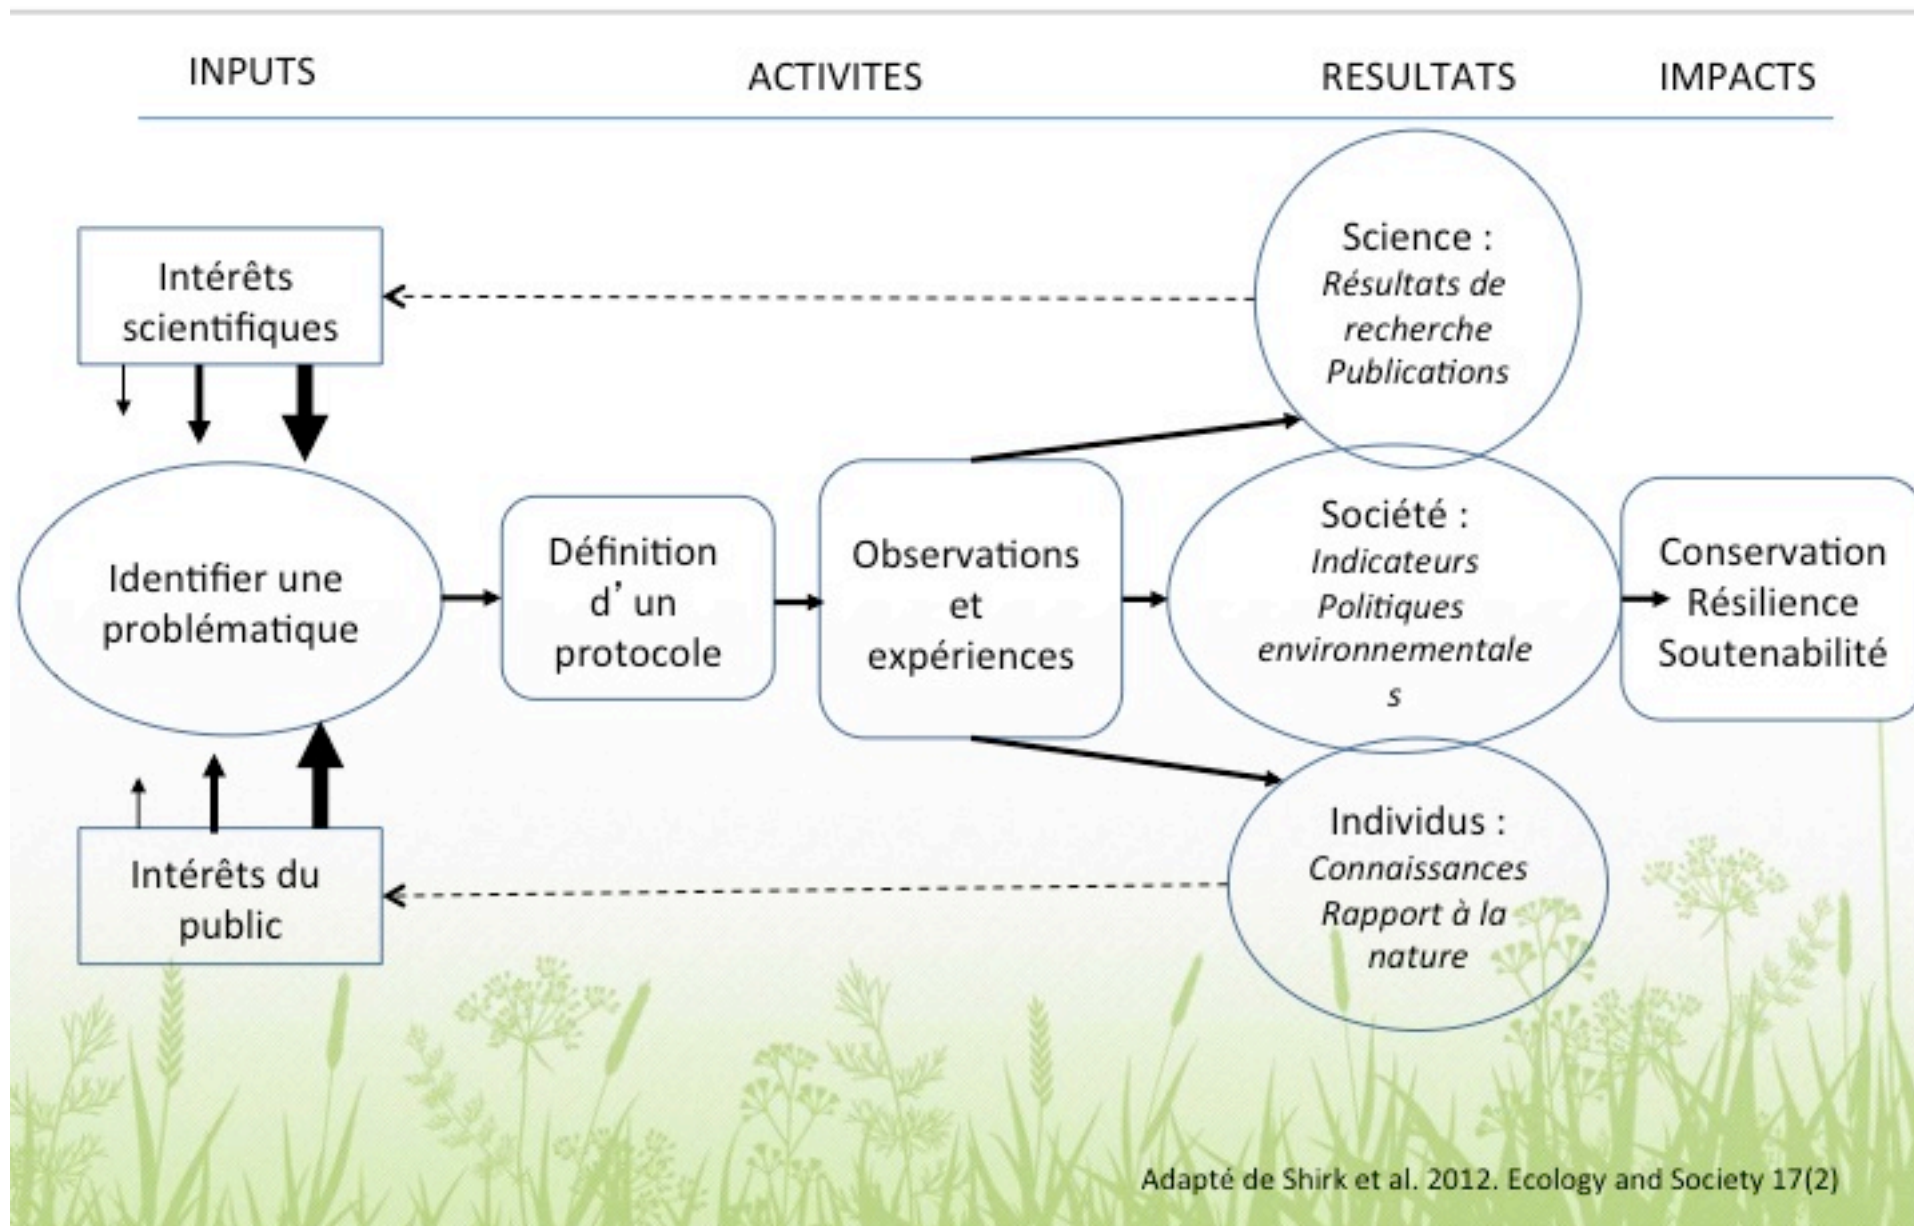 INPUTS
ACTIVITES
RESULTATS
IMPACTS
Intérêts
scientifiques
Science :
Résultats de
recherche
Publications
Identifier une
problématique
Définition
d’ un
protocole
Observations
et
expériences
Société :
Indicateurs
Politiques
environnementale
s
Conservation
Résilience
Soutenabilité
Intérêts du
public
Individus :
Connaissances
Rapport à la
nature
Adapté de Shirk et al. 2012. Ecology and Society 17(2)